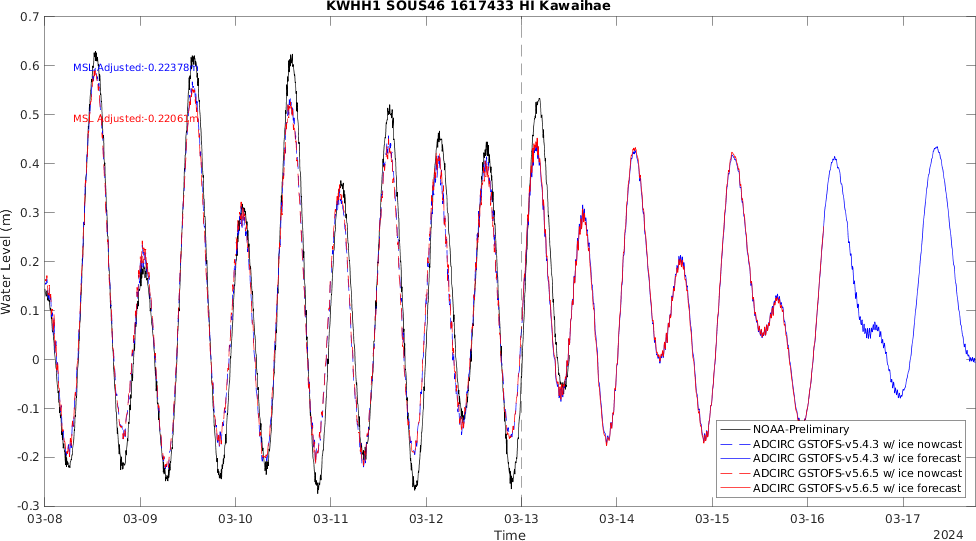 KWHH1 SOUS46 1617433 HI Kawaihae
0.7
0.6
0.5
0.4
0.3
0.2
0.1
0
-0.1
-0.2
-0.3
Water Level (m)
MSL Adjusted:-0.22378m
MSL Adjusted:-0.22061m
NOAA-Preliminary
ADCIRC GSTOFS-v5.4.3 w/ ice nowcast
ADCIRC GSTOFS-v5.4.3 w/ ice forecast
ADCIRC GSTOFS-v5.6.5 w/ ice nowcast
ADCIRC GSTOFS-v5.6.5 w/ ice forecast
03-08 03-09 03-10 03-11 03-12 03-13 03-14 03-15 03-16 03-17
Time
2024